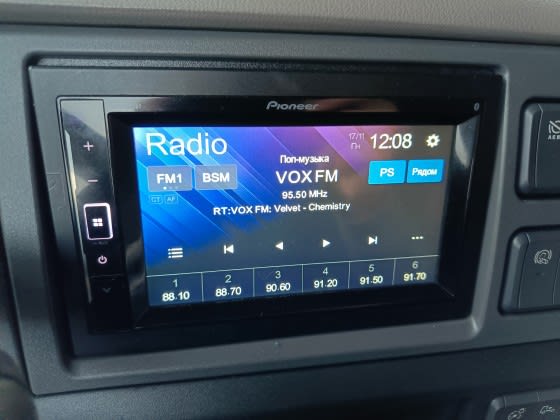 Pioneer
Radio
17/11
Пн
12:08
FM1
BSM
Поп-музыка
VOX FM
95.50 MHz
PS
Рядом
CT AF
RT:VOX FM: Velvet - Chemistry
1 2 3 4 5 6
88.10 88.70 90.60 91.20 91.50 91.70